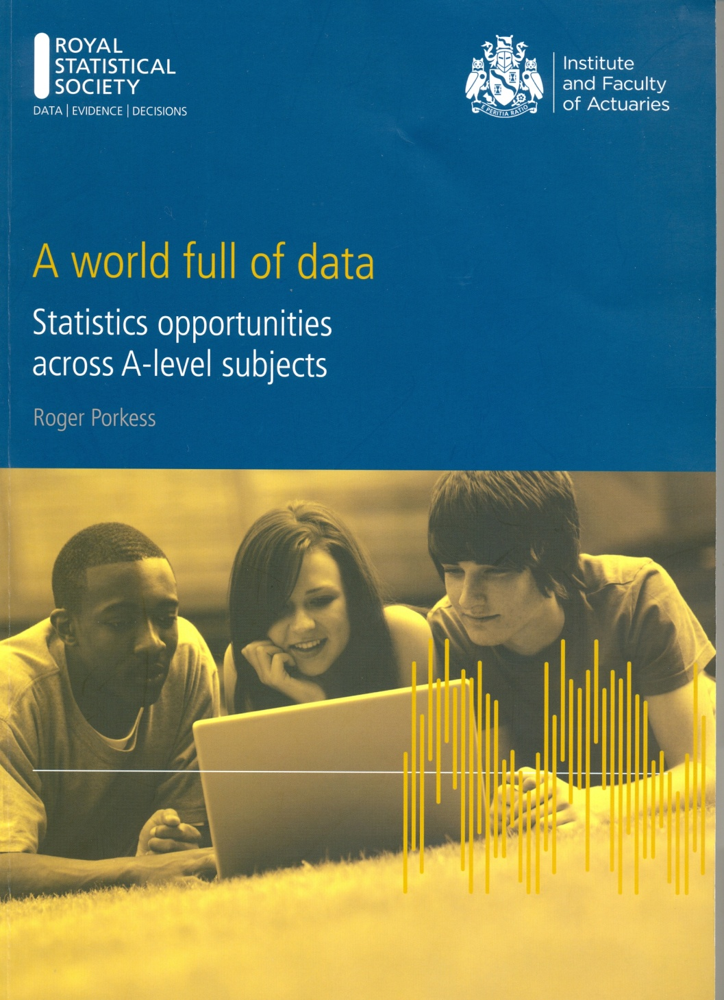 ROYAL
STATISTICAL
SOCIETY
DATA | EVIDENCE | DECISIONS
E PERITIA RATIO
Institute
and Faculty
of Actuaries
A world full of data
Statistics opportunities
across A-level subjects
Roger Porkess